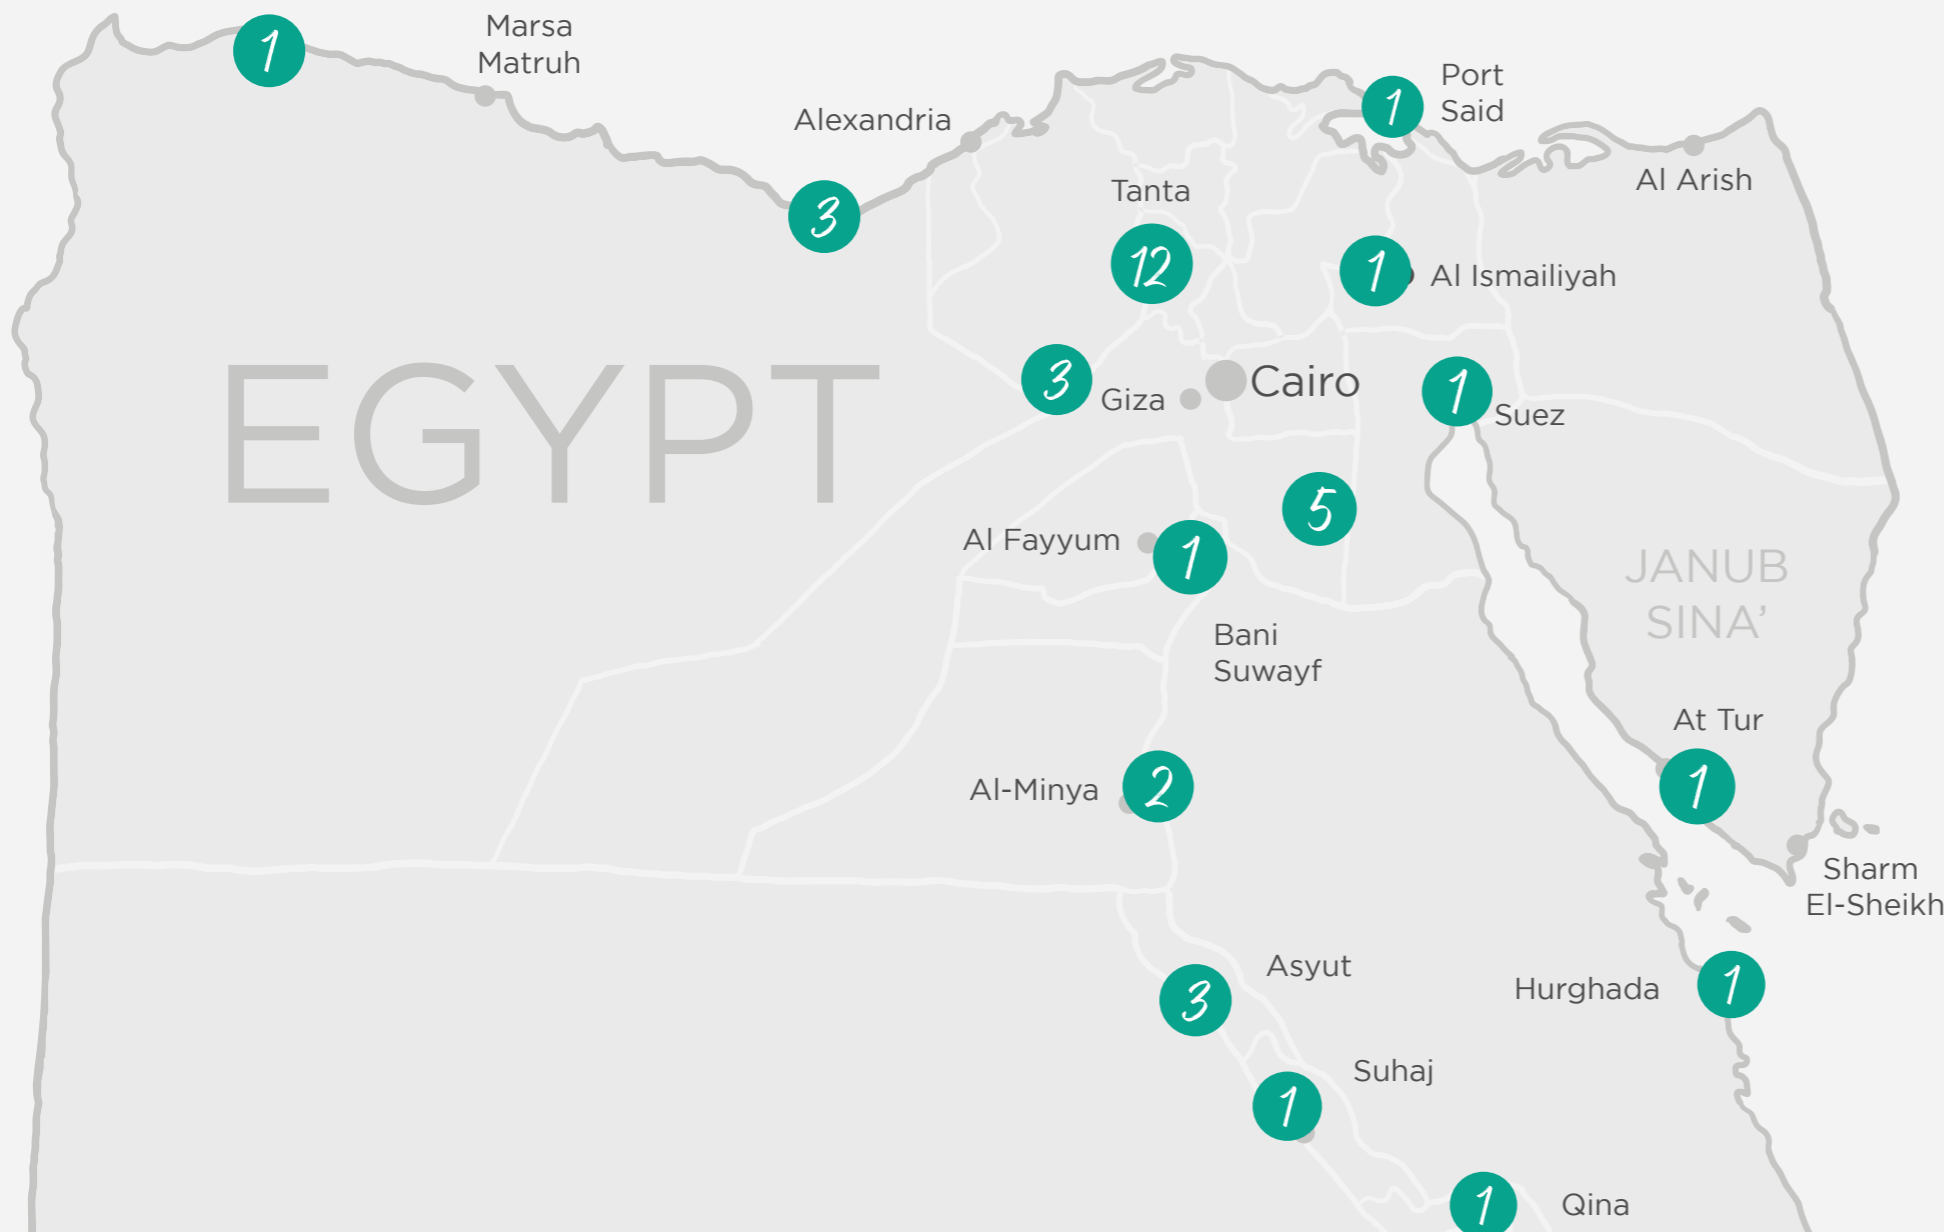 1
Marsa
Matruh
Port
Said
1
Alexandria
Al Arish
Tanta
3
12
1
Al Ismailiyah
EGYPT
3
Giza
Cairo
1
Suez
5
Al Fayyum
1
JANUB
SINA’
Bani
Suwayf
At Tur
Al-Minya
2
1
Sharm
El-Sheikh
Asyut
3
Hurghada
1
Suhaj
1
1
Qina